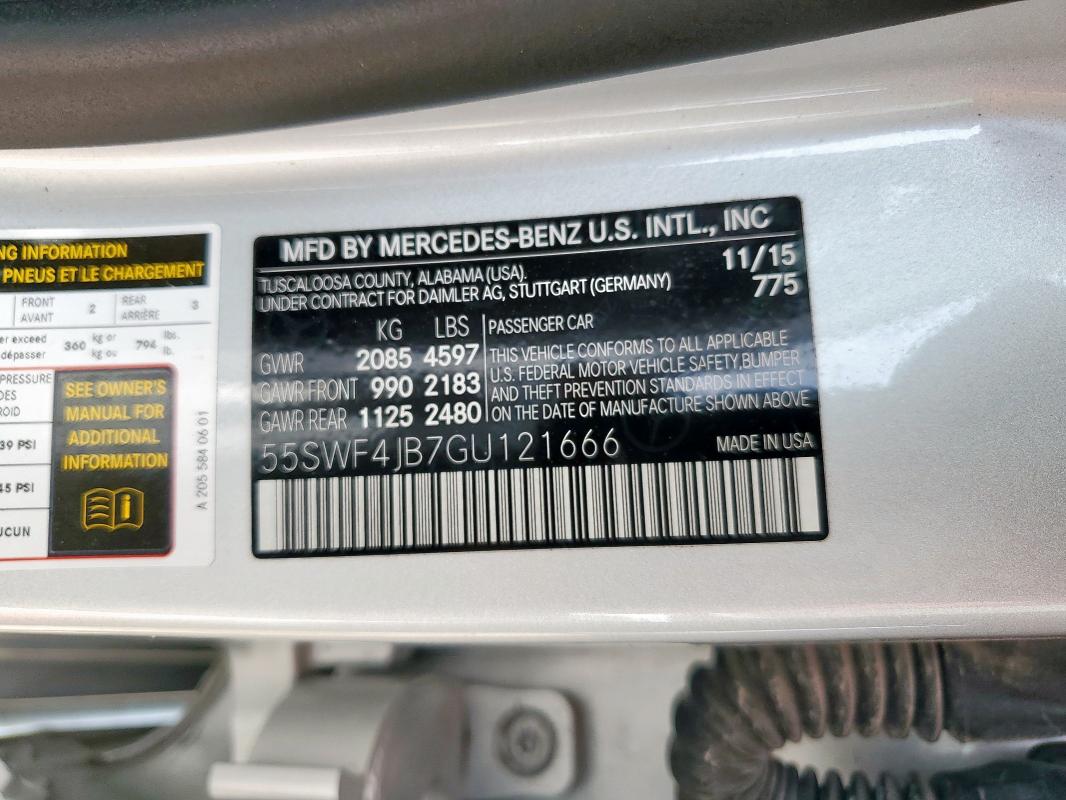 NG INFORMATION
PNEUS ET LE CHARGEMENT
FRONT 2 REAR 3
AVANT ARRIÈRE
er exceed 360 kg or 794 lbs.
dépasser kg ou lb.
PRESSURE
DES
ROID
39 PSI
45 PSI
UCUN
SEE OWNER'S
MANUAL FOR
ADDITIONAL
INFORMATION
A 205 584 06 01
MFD BY MERCEDES-BENZ U.S. INTL., INC
TUSCALOOSA COUNTY, ALABAMA (USA). 11/15
UNDER CONTRACT FOR DAIMLER AG, STUTTGART (GERMANY) 775
KG LBS
GVWR 2085 4597
GAWR FRONT 990 2183
GAWR REAR 1125 2480
PASSENGER CAR
THIS VEHICLE CONFORMS TO ALL APPLICABLE
U.S. FEDERAL MOTOR VEHICLE SAFETY,BUMPER
AND THEFT PREVENTION STANDARDS IN EFFECT
ON THE DATE OF MANUFACTURE SHOWN ABOVE
55SWF4JB7GU121666 MADE IN USA